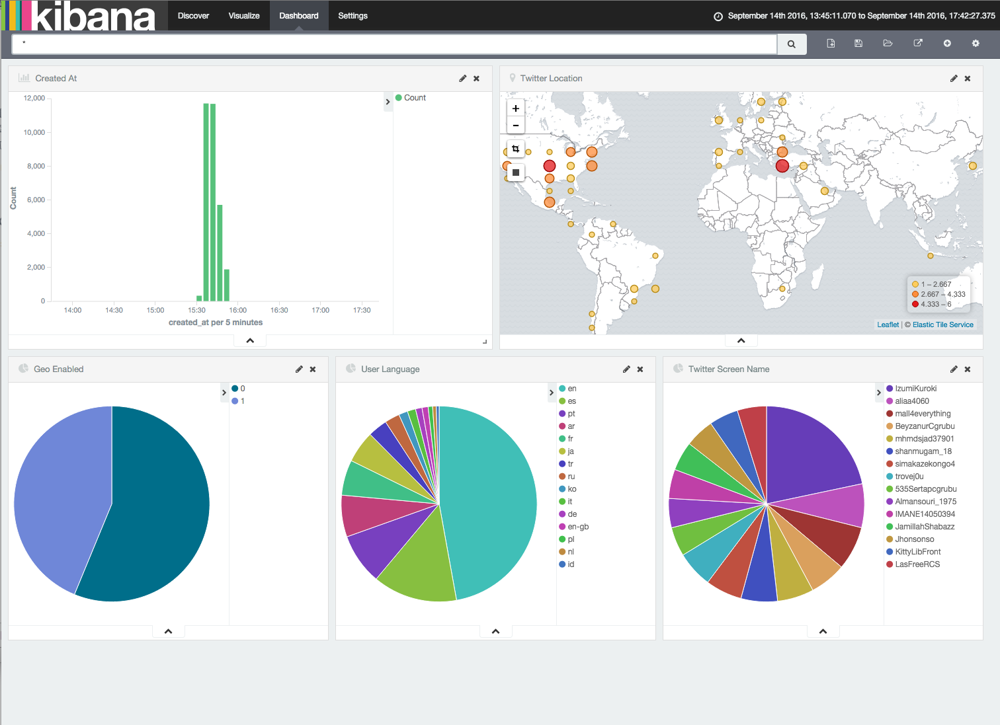 kibana Discover Visualize Dashboard Settings September 14th 2016, 13:45:11.070 to September 14th 2016, 17:42:27.375
*
Created At
12,000
10,000
8,000
6,000
4,000
2,000
0
Count
14:00 14:30 15:00 15:30 16:00 16:30 17:00 17:30
created_at per 5 minutes
Count
Twitter Location
+
−
1 – 2.667
2.667 – 4.333
4.333 – 6
Leaflet | © Elastic Tile Service
Geo Enabled
0
1
User Language
en
es
pt
ar
fr
ja
tr
ru
ko
it
de
en-gb
pl
nl
id
Twitter Screen Name
IzumiKuroki
aliaa4060
mall4everything
BeyzanurCgrubu
mhmdsjad37901
shanmugam_18
simakazekongo4
trovej0u
535Sertapcgrubu
Almansouri_1975
IMANE14050394
JamillahShabazz
Jhonsonso
KittyLibFront
LasFreeRCS